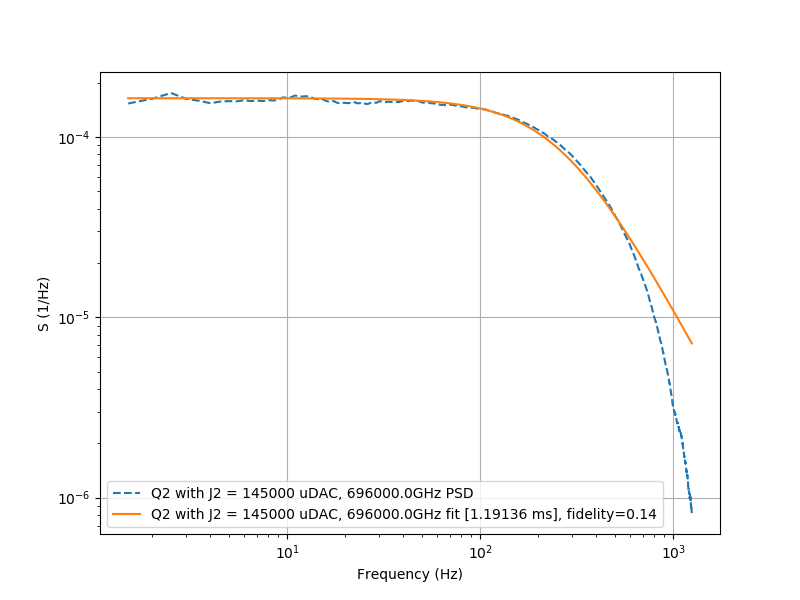 10⁻⁴
10⁻⁵
10⁻⁶
S (1/Hz)
Q2 with J2 = 145000 uDAC, 696000.0GHz PSD
Q2 with J2 = 145000 uDAC, 696000.0GHz fit [1.19136 ms], fidelity=0.14
10¹ 10² 10³
Frequency (Hz)